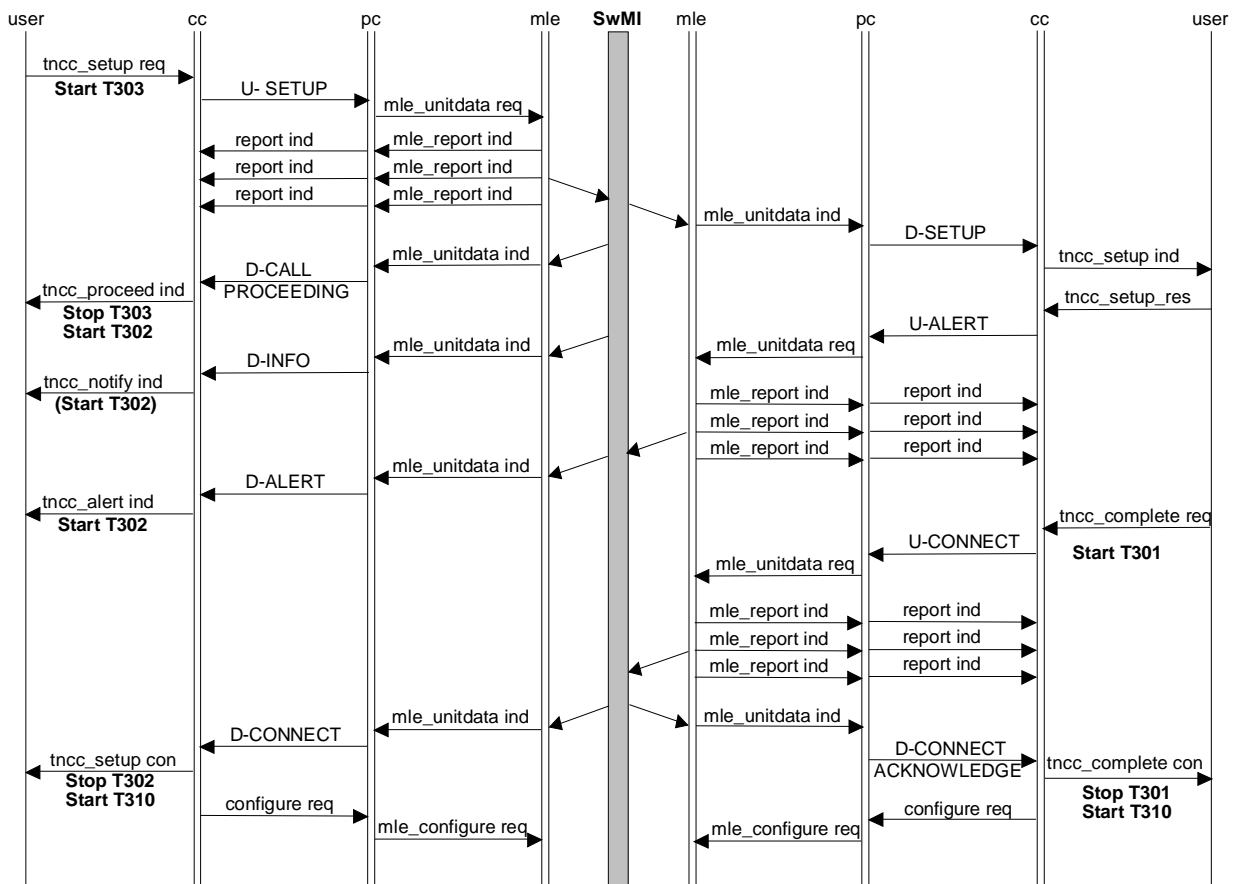 user cc pc mle SwMI mle pc cc user
tncc_setup req
Start T303
U- SETUP
mle_unitdata req
report ind mle_report ind
report ind mle_report ind
report ind mle_report ind
mle_unitdata ind
D-SETUP
tncc_setup ind
mle_unitdata ind
D-CALL
PROCEEDING
tncc_proceed ind
Stop T303
Start T302
tncc_setup_res
U-ALERT
mle_unitdata req
mle_unitdata ind
D-INFO
tncc_notify ind
(Start T302)
mle_report ind report ind
mle_report ind report ind
mle_report ind report ind
mle_unitdata ind
D-ALERT
tncc_alert ind
Start T302
tncc_complete req
Start T301
U-CONNECT
mle_unitdata req
mle_report ind report ind
mle_report ind report ind
mle_report ind report ind
mle_unitdata ind
D-CONNECT
tncc_setup con
Stop T302
Start T310
configure req
mle_configure req
mle_unitdata ind
D-CONNECT
ACKNOWLEDGE
tncc_complete con
Stop T301
Start T310
configure req
mle_configure req